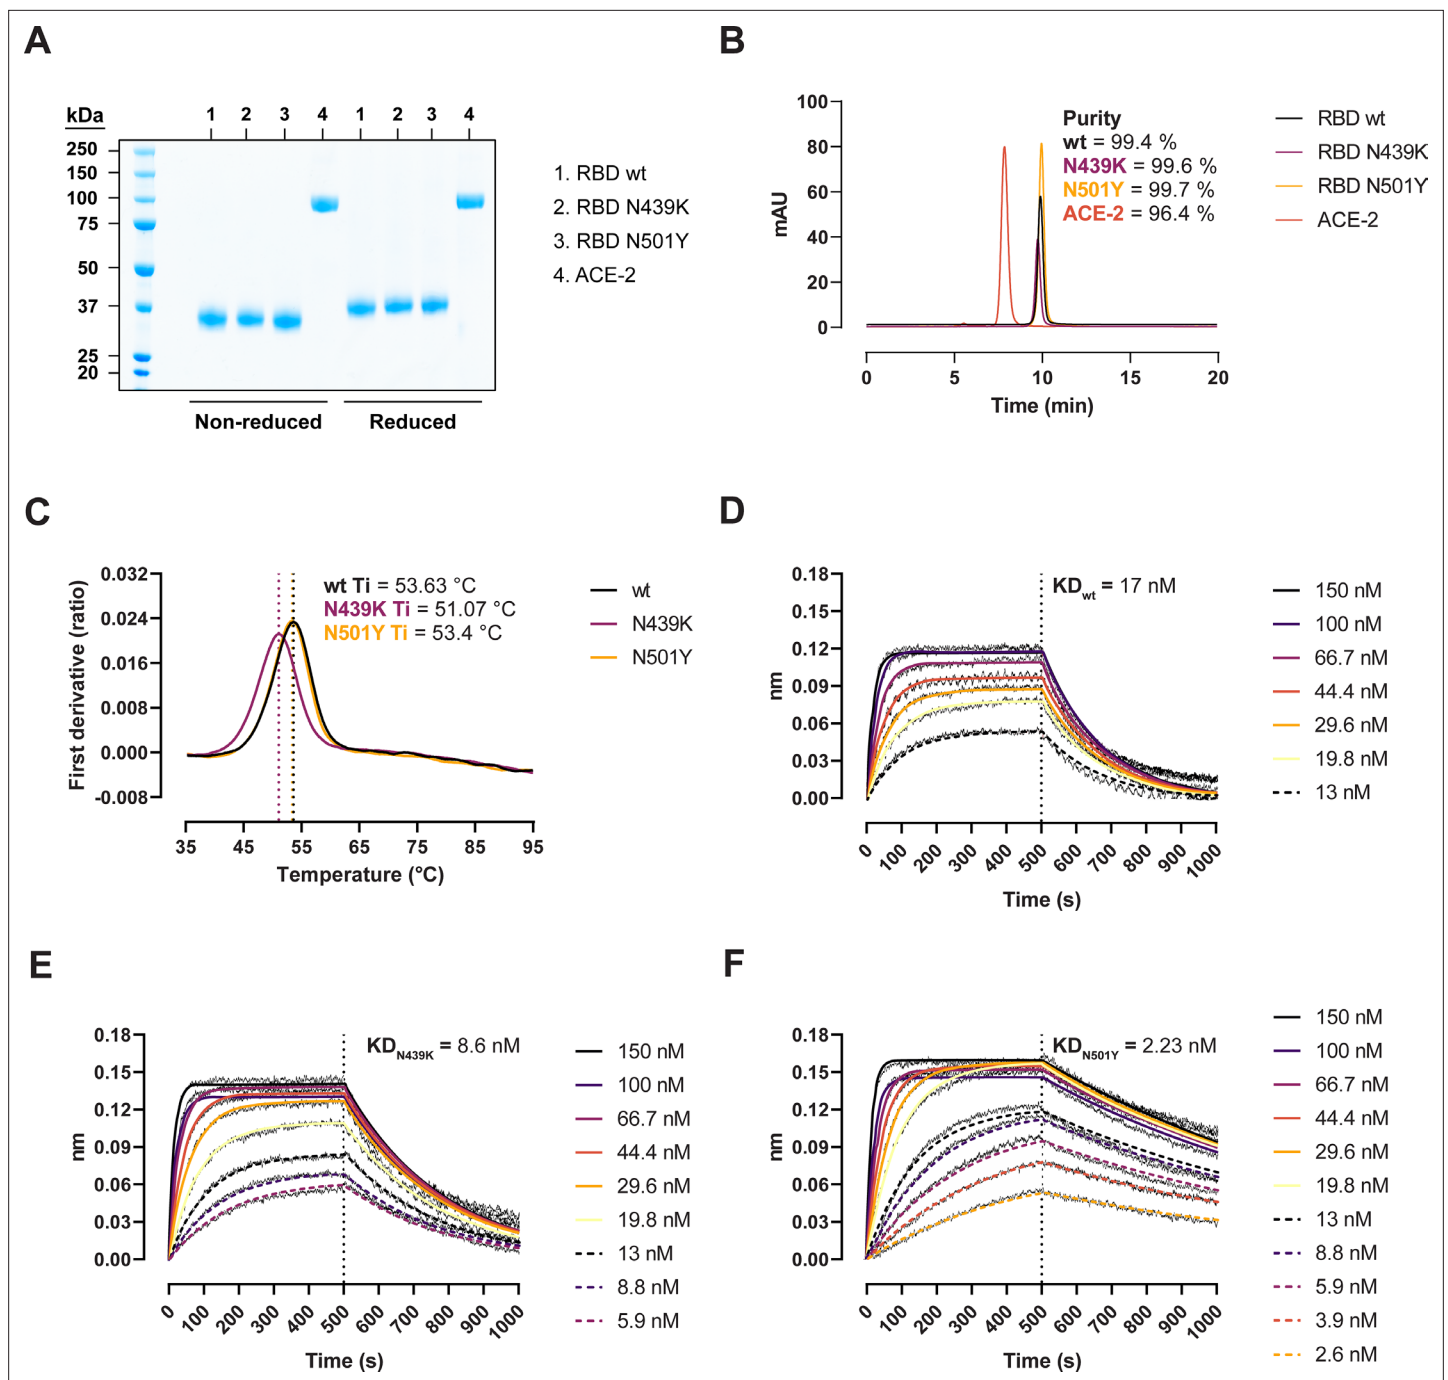 A
kDa
1 2 3 4 1 2 3 4
250
150
100
75
50
37
25
20
Non-reduced Reduced
1. RBD wt
2. RBD N439K
3. RBD N501Y
4. ACE-2
B
100
80
60
40
20
0
mAU
0 5 10 15 20
Time (min)
Purity
wt = 99.4 %
N439K = 99.6 %
N501Y = 99.7 %
ACE-2 = 96.4 %
RBD wt
RBD N439K
RBD N501Y
ACE-2
C
0.032
0.024
0.016
0.008
0.000
-0.008
First derivative (ratio)
35 45 55 65 75 85 95
Temperature (°C)
wt Ti = 53.63 °C
N439K Ti = 51.07 °C
N501Y Ti = 53.4 °C
wt
N439K
N501Y
D
0.18
0.15
0.12
0.09
0.06
0.03
0.00
nm
0 100 200 300 400 500 600 700 800 900 1000
Time (s)
KDwt = 17 nM
150 nM
100 nM
66.7 nM
44.4 nM
29.6 nM
19.8 nM
13 nM
E
0.18
0.15
0.12
0.09
0.06
0.03
0.00
nm
0 100 200 300 400 500 600 700 800 900 1000
Time (s)
KDN439K = 8.6 nM
150 nM
100 nM
66.7 nM
44.4 nM
29.6 nM
19.8 nM
13 nM
8.8 nM
5.9 nM
F
0.18
0.15
0.12
0.09
0.06
0.03
0.00
nm
0 100 200 300 400 500 600 700 800 900 1000
Time (s)
KDN501Y = 2.23 nM
150 nM
100 nM
66.7 nM
44.4 nM
29.6 nM
19.8 nM
13 nM
8.8 nM
5.9 nM
3.9 nM
2.6 nM